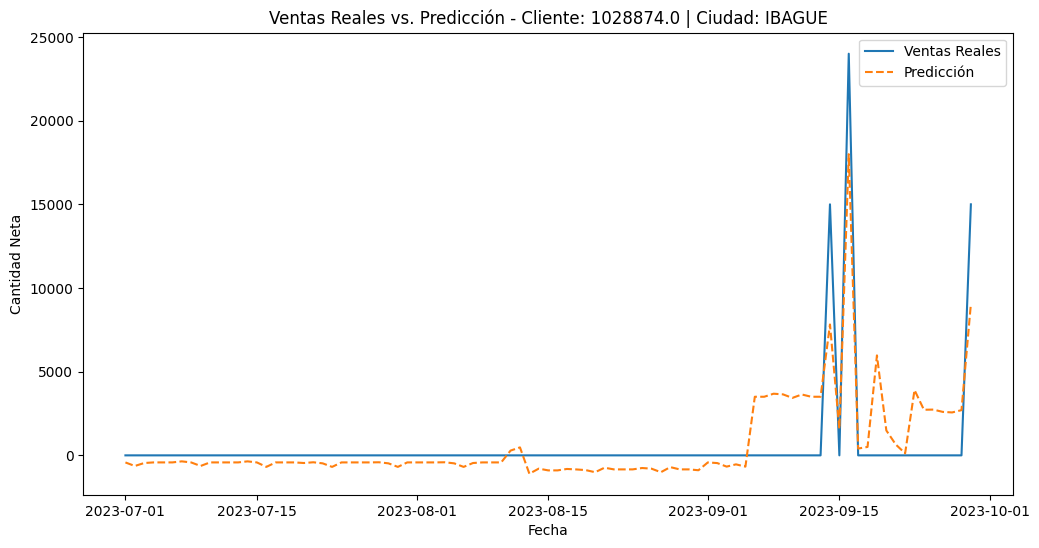 Ventas Reales vs. Predicción - Cliente: 1028874.0 | Ciudad: IBAGUE
Ventas Reales
Predicción
Cantidad Neta
25000
20000
15000
10000
5000
0
2023-07-01
2023-07-15
2023-08-01
2023-08-15
2023-09-01
2023-09-15
2023-10-01
Fecha